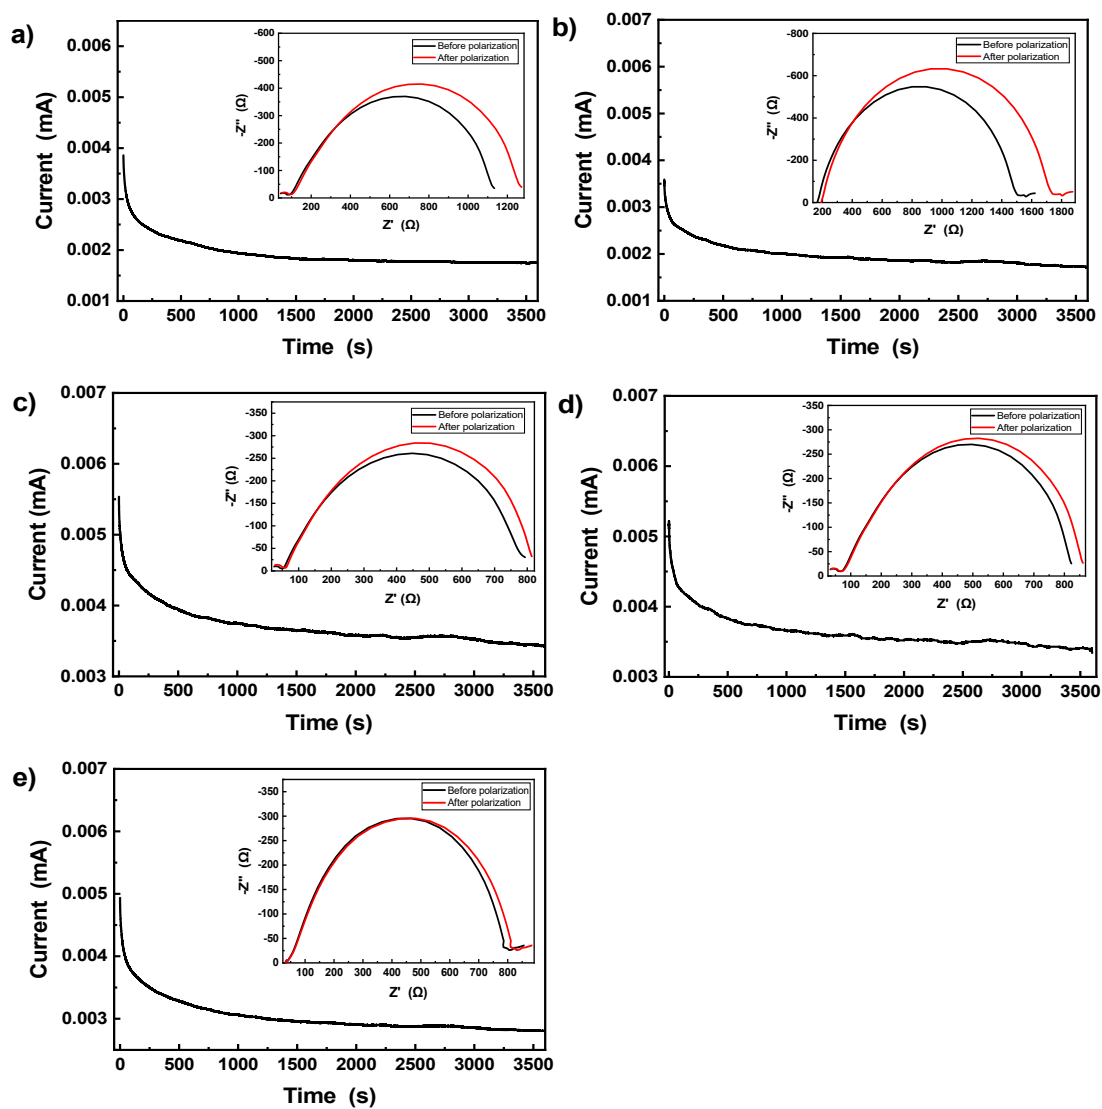 a)
Current (mA)
0.006
0.005
0.004
0.003
0.002
0.001
0 500 1000 1500 2000 2500 3000 3500
Time (s)
-Z'' (Ω)
-600
-500
-400
-300
-200
-100
0
200 400 600 800 1000 1200
Z' (Ω)
Before polarization
After polarization
b)
Current (mA)
0.007
0.006
0.005
0.004
0.003
0.002
0.001
0 500 1000 1500 2000 2500 3000 3500
Time (s)
-Z'' (Ω)
-800
-600
-400
-200
0
200 400 600 800 1000 1200 1400 1600 1800
Z' (Ω)
Before polarization
After polarization
c)
Current (mA)
0.007
0.006
0.005
0.004
0.003
0 500 1000 1500 2000 2500 3000 3500
Time (s)
-Z'' (Ω)
-350
-300
-250
-200
-150
-100
-50
0
100 200 300 400 500 600 700 800
Z' (Ω)
Before polarization
After polarization
d)
Current (mA)
0.007
0.006
0.005
0.004
0.003
0 500 1000 1500 2000 2500 3000 3500
Time (s)
-Z'' (Ω)
-350
-300
-250
-200
-150
-100
-50
0
100 200 300 400 500 600 700 800
Z' (Ω)
Before polarization
After polarization
e)
Current (mA)
0.007
0.006
0.005
0.004
0.003
0 500 1000 1500 2000 2500 3000 3500
Time (s)
-Z'' (Ω)
-350
-300
-250
-200
-150
-100
-50
0
100 200 300 400 500 600 700 800
Z' (Ω)
Before polarization
After polarization